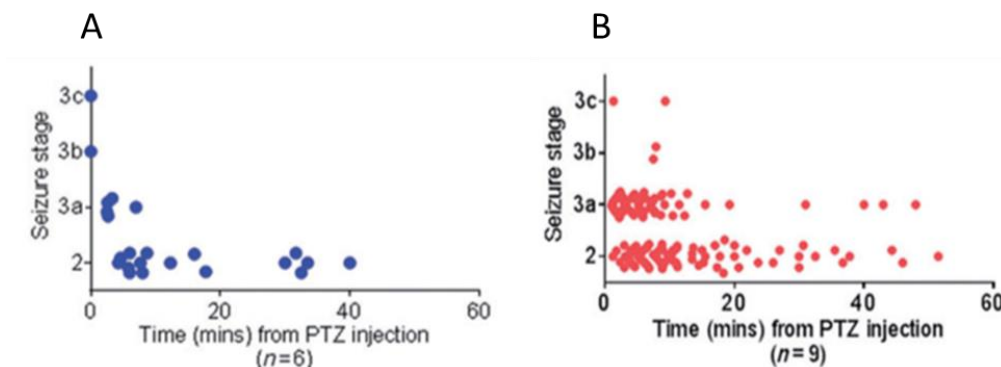 A
B
Seizure stage
3c
3b
3a
2
0
20
40
60
Time (mins) from PTZ injection
(n=6)
Seizure stage
3c
3b
3a
2
0
20
40
60
Time (mins) from PTZ injection
(n=9)